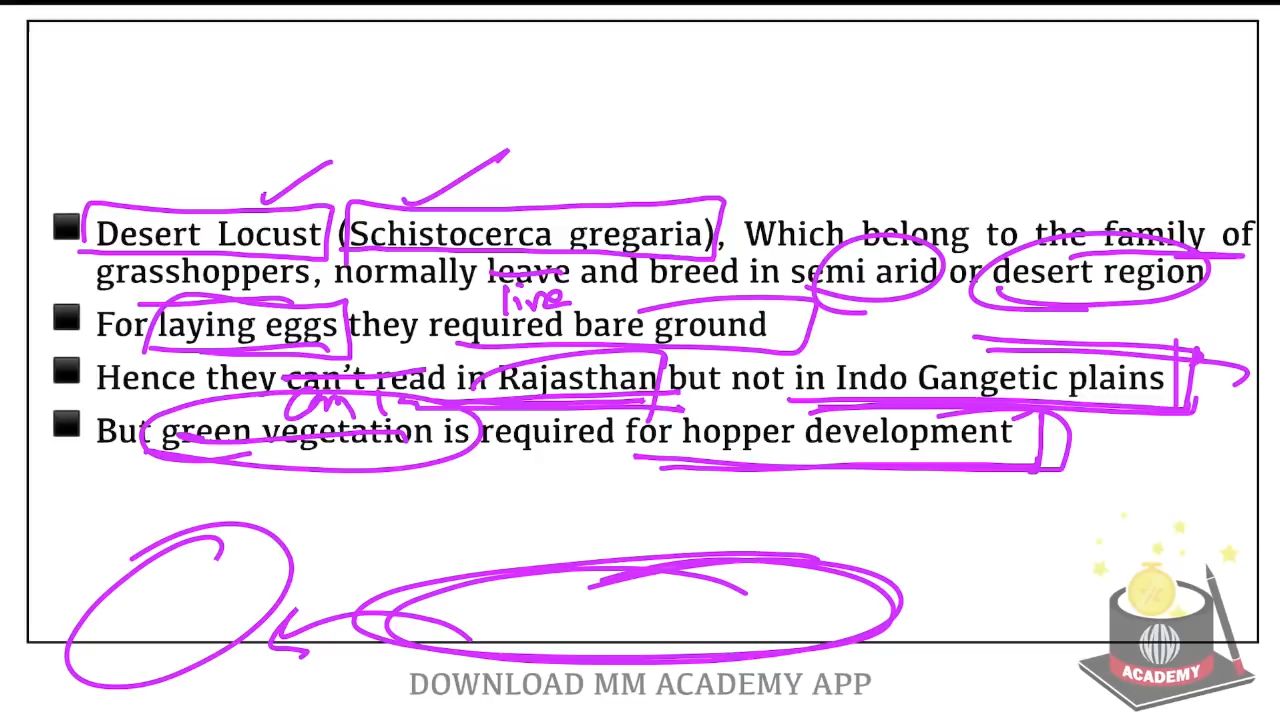 Desert Locust (Schistocerca gregaria), Which belong to the family of
grasshoppers, normally leave and breed in semi arid or desert region
live
For laying eggs they required bare ground
Hence they can't read in Rajasthan but not in Indo Gangetic plains
But green vegetation is required for hopper development
ACADEMY
DOWNLOAD MM ACADEMY APP